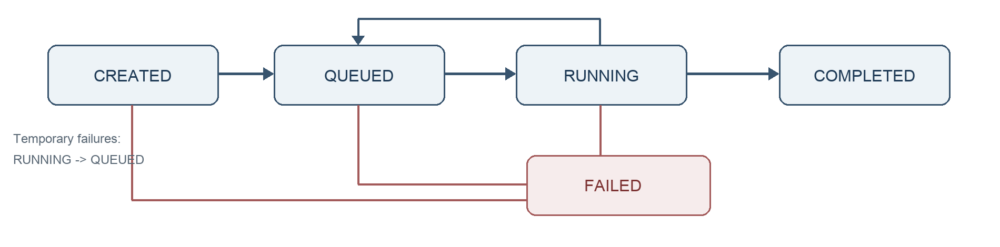 CREATED
QUEUED
RUNNING
COMPLETED
Temporary failures:
RUNNING -> QUEUED
FAILED